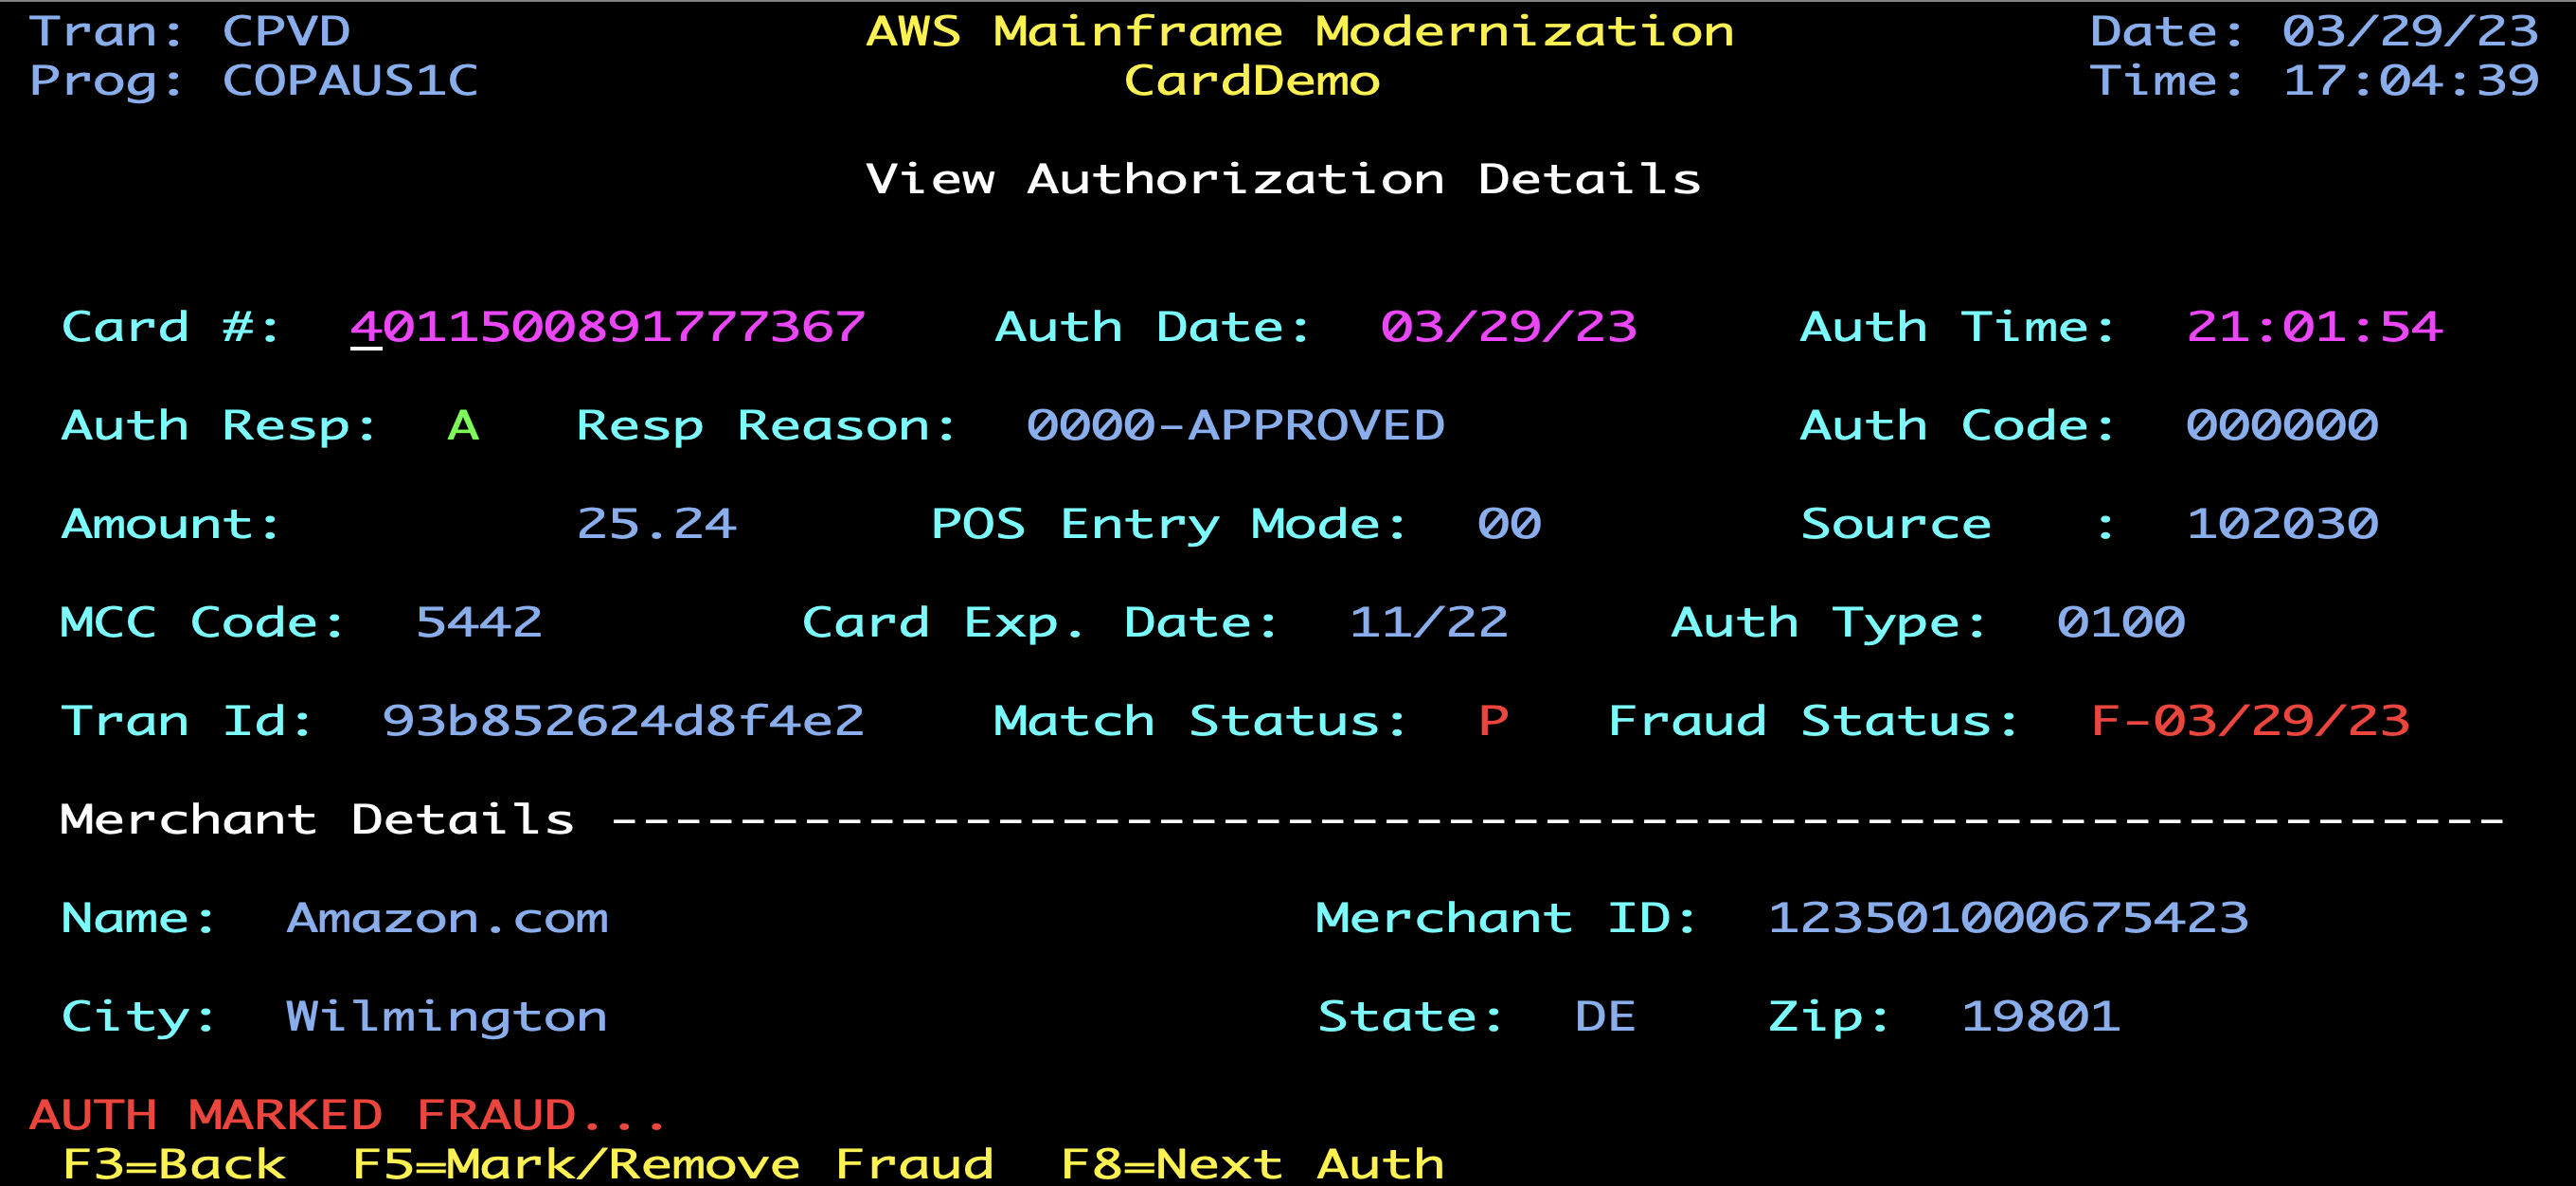 Tran: CPVD AWS Mainframe Modernization Date: 03/29/23
Prog: COPAUS1C CardDemo Time: 17:04:39
View Authorization Details
Card #: 4011500891777367 Auth Date: 03/29/23 Auth Time: 21:01:54
Auth Resp: A Resp Reason: 0000-APPROVED Auth Code: 000000
Amount: 25.24 POS Entry Mode: 00 Source : 102030
MCC Code: 5442 Card Exp. Date: 11/22 Auth Type: 0100
Tran Id: 93b852624d8f4e2 Match Status: P Fraud Status: F-03/29/23
Merchant Details -----------------------------------------------------------
Name: Amazon.com Merchant ID: 123501000675423
City: Wilmington State: DE Zip: 19801
AUTH MARKED FRAUD...
F3=Back F5=Mark/Remove Fraud F8=Next Auth